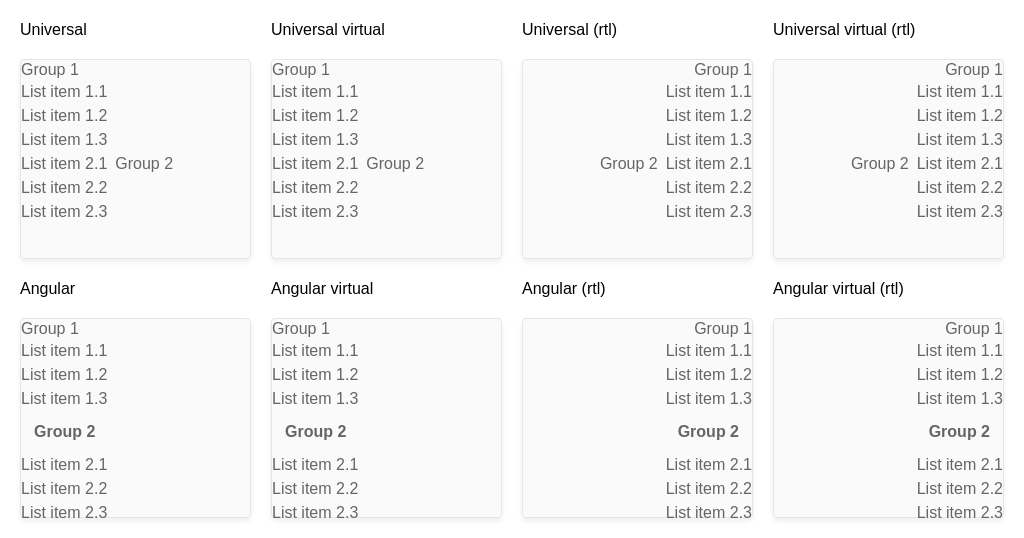 Universal
Group 1
List item 1.1
List item 1.2
List item 1.3
List item 2.1 Group 2
List item 2.2
List item 2.3
Universal virtual
Group 1
List item 1.1
List item 1.2
List item 1.3
List item 2.1 Group 2
List item 2.2
List item 2.3
Universal (rtl)
Group 1
List item 1.1
List item 1.2
List item 1.3
Group 2 List item 2.1
List item 2.2
List item 2.3
Universal virtual (rtl)
Group 1
List item 1.1
List item 1.2
List item 1.3
Group 2 List item 2.1
List item 2.2
List item 2.3
Angular
Group 1
List item 1.1
List item 1.2
List item 1.3
Group 2
List item 2.1
List item 2.2
List item 2.3
Angular virtual
Group 1
List item 1.1
List item 1.2
List item 1.3
Group 2
List item 2.1
List item 2.2
List item 2.3
Angular (rtl)
Group 1
List item 1.1
List item 1.2
List item 1.3
Group 2
List item 2.1
List item 2.2
List item 2.3
Angular virtual (rtl)
Group 1
List item 1.1
List item 1.2
List item 1.3
Group 2
List item 2.1
List item 2.2
List item 2.3